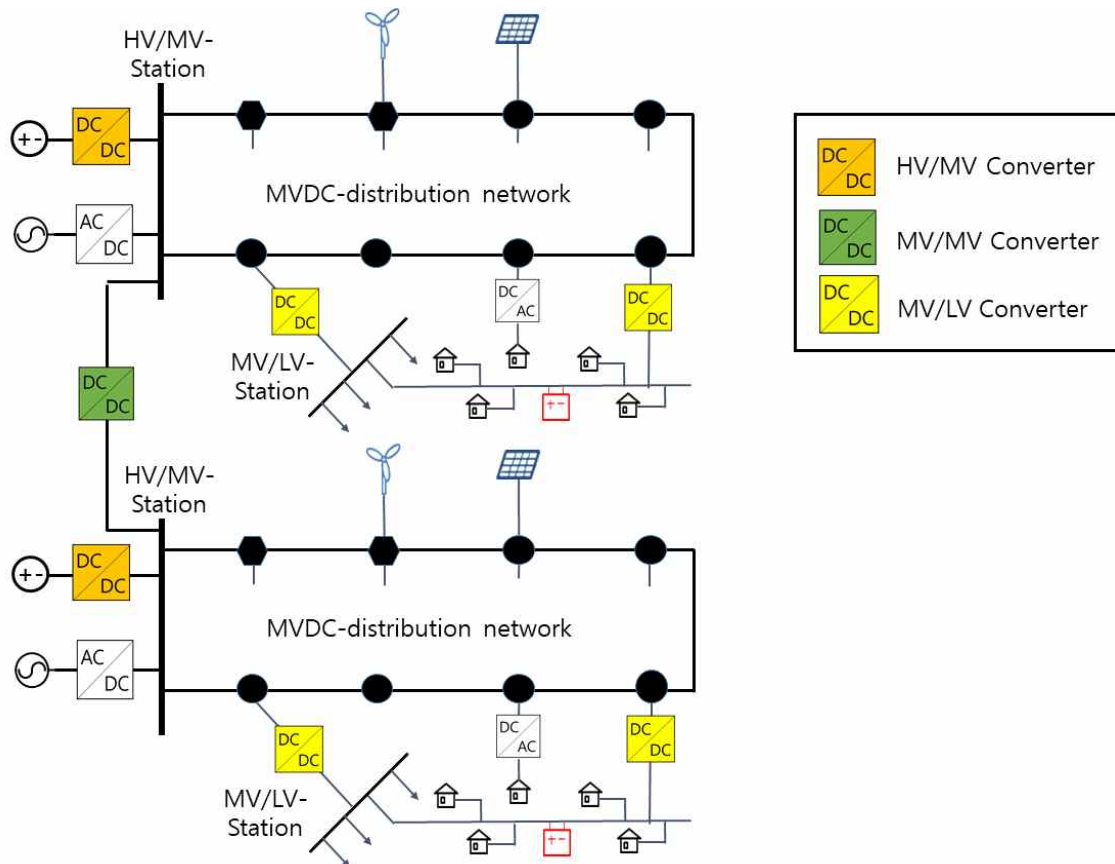 HV/MV-
Station
DC
DC
AC
DC
MVDC-distribution network
DC
DC
DC
AC
DC
DC
MV/LV-
Station
+-
DC
DC
HV/MV-
Station
DC
DC
AC
DC
MVDC-distribution network
DC
DC
DC
AC
DC
DC
MV/LV-
Station
+-
+-
+-
DC
DC
HV/MV Converter
DC
DC
MV/MV Converter
DC
DC
MV/LV Converter